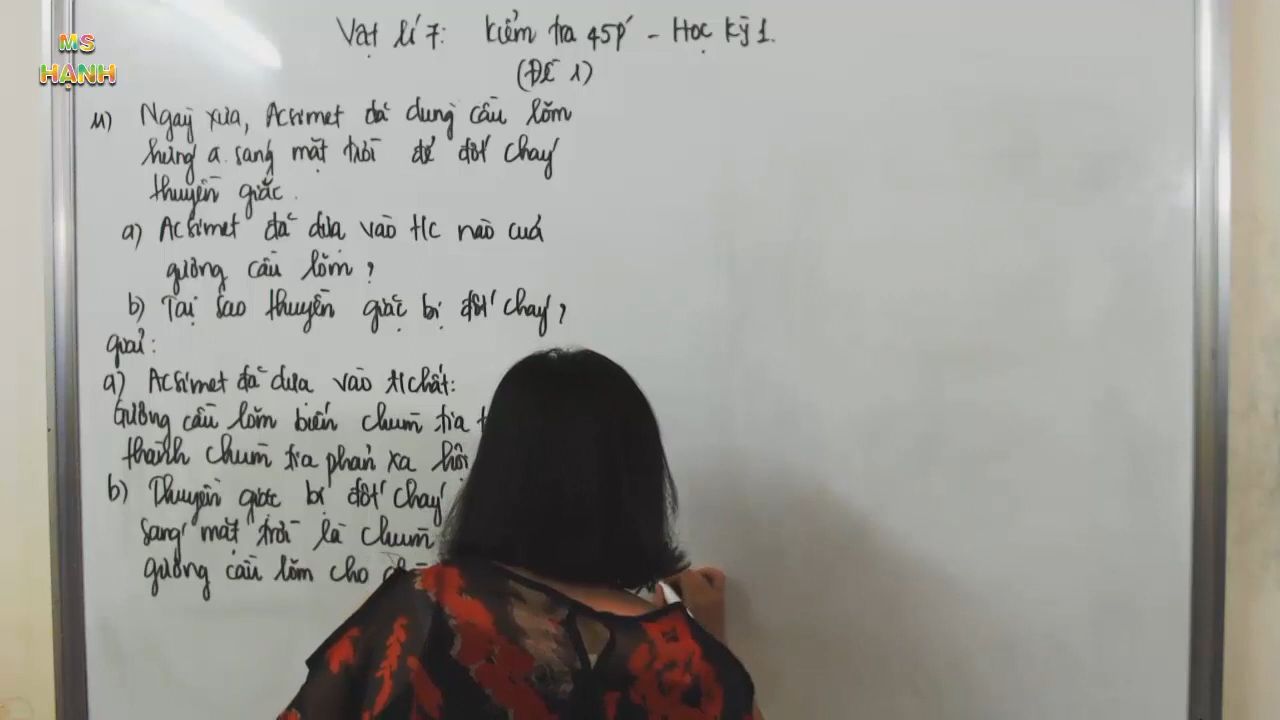 MS
HẠNH
Vật lí 7: Kiểm tra 45p' - Học kỳ 1.
(Đề 1)
Ngày xưa, Acsimet đã dùng cầu lõm
hứng a. sáng mặt trời để đốt cháy
thuyền giặc.
a) Acsimet đã dựa vào t/c nào của
gương cầu lõm ?
b) Tại sao thuyền giặc bị đốt cháy ?
giải:
a) Acsimet đã dựa vào t/chất:
Gương cầu lõm biến chùm tia
thành chùm tia phản xạ hội
b) Thuyền giặc bị đốt cháy
sáng mặt trời là chùm
gương cầu lõm cho